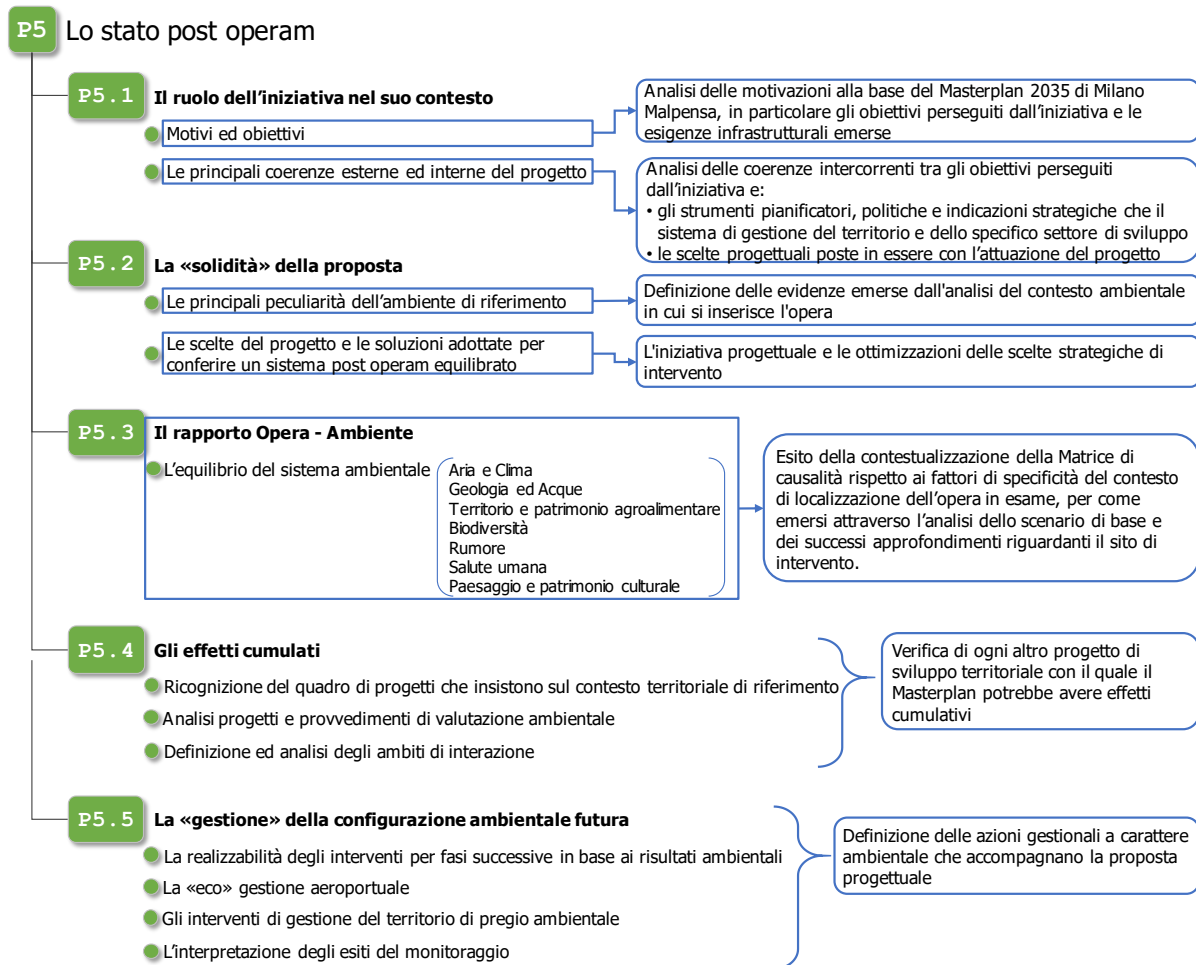 P5 Lo stato post operam
P5.1 Il ruolo dell'iniziativa nel suo contesto
Motivi ed obiettivi
Analisi delle motivazioni alla base del Masterplan 2035 di Milano
Malpensa, in particolare gli obiettivi perseguiti dall'iniziativa e le
esigenze infrastrutturali emerse
Le principali coerenze esterne ed interne del progetto
Analisi delle coerenze intercorrenti tra gli obiettivi perseguiti
dall'iniziativa e:
• gli strumenti pianificatori, politiche e indicazioni strategiche che il
sistema di gestione del territorio e dello specifico settore di sviluppo
• le scelte progettuali poste in essere con l'attuazione del progetto
P5.2 La «solidità» della proposta
Le principali peculiarità dell'ambiente di riferimento
Definizione delle evidenze emerse dall'analisi del contesto ambientale
in cui si inserisce l'opera
Le scelte del progetto e le soluzioni adottate per
conferire un sistema post operam equilibrato
L'iniziativa progettuale e le ottimizzazioni delle scelte strategiche di
intervento
P5.3 Il rapporto Opera - Ambiente
L'equilibrio del sistema ambientale
Aria e Clima
Geologia ed Acque
Territorio e patrimonio agroalimentare
Biodiversità
Rumore
Salute umana
Paesaggio e patrimonio culturale
Esito della contestualizzazione della Matrice di
causalità rispetto ai fattori di specificità del contesto
di localizzazione dell'opera in esame, per come
emersi attraverso l'analisi dello scenario di base e
dei successi approfondimenti riguardanti il sito di
intervento.
P5.4 Gli effetti cumulati
Ricognizione del quadro di progetti che insistono sul contesto territoriale di riferimento
Analisi progetti e provvedimenti di valutazione ambientale
Definizione ed analisi degli ambiti di interazione
Verifica di ogni altro progetto di
sviluppo territoriale con il quale il
Masterplan potrebbe avere effetti
cumulativi
P5.5 La «gestione» della configurazione ambientale futura
La realizzabilità degli interventi per fasi successive in base ai risultati ambientali
La «eco» gestione aeroportuale
Gli interventi di gestione del territorio di pregio ambientale
L'interpretazione degli esiti del monitoraggio
Definizione delle azioni gestionali a carattere
ambientale che accompagnano la proposta
progettuale